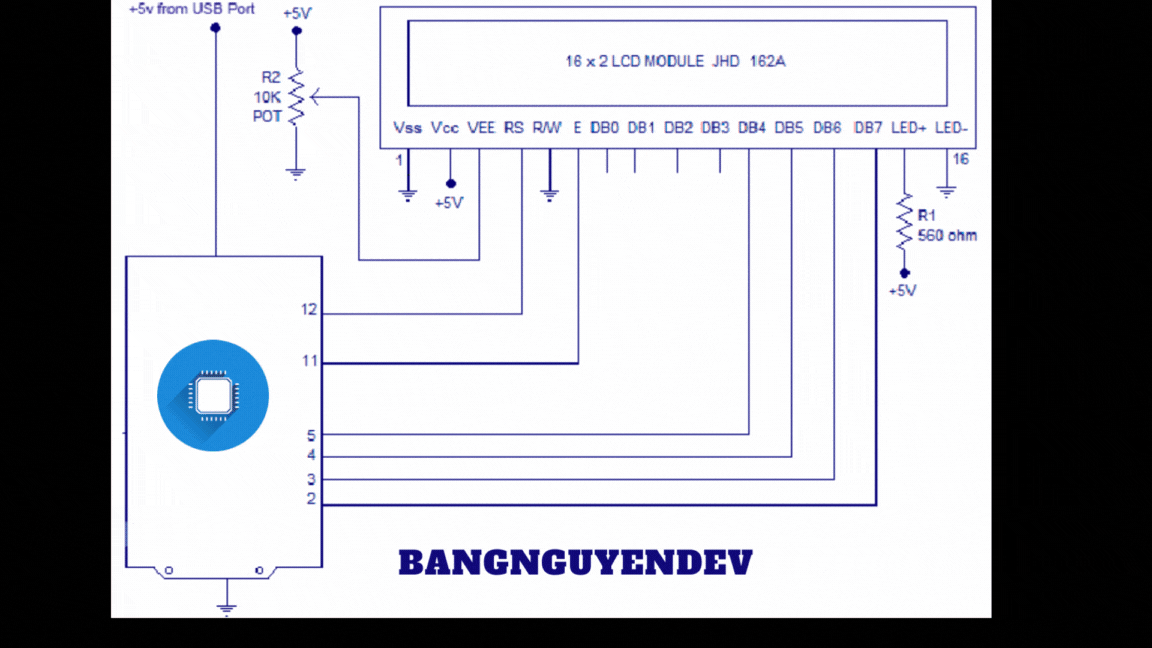 +5v from USB Port
+5V
R2
10K
POT
16 x 2 LCD MODULE JHD 162A
Vss Vcc VEE RS R/W E DB0 DB1 DB2 DB3 DB4 DB5 DB6 DB7 LED+ LED-
1
16
+5V
R1
560 ohm
+5V
12
11
5
4
3
2
BANGNGUYENDEV